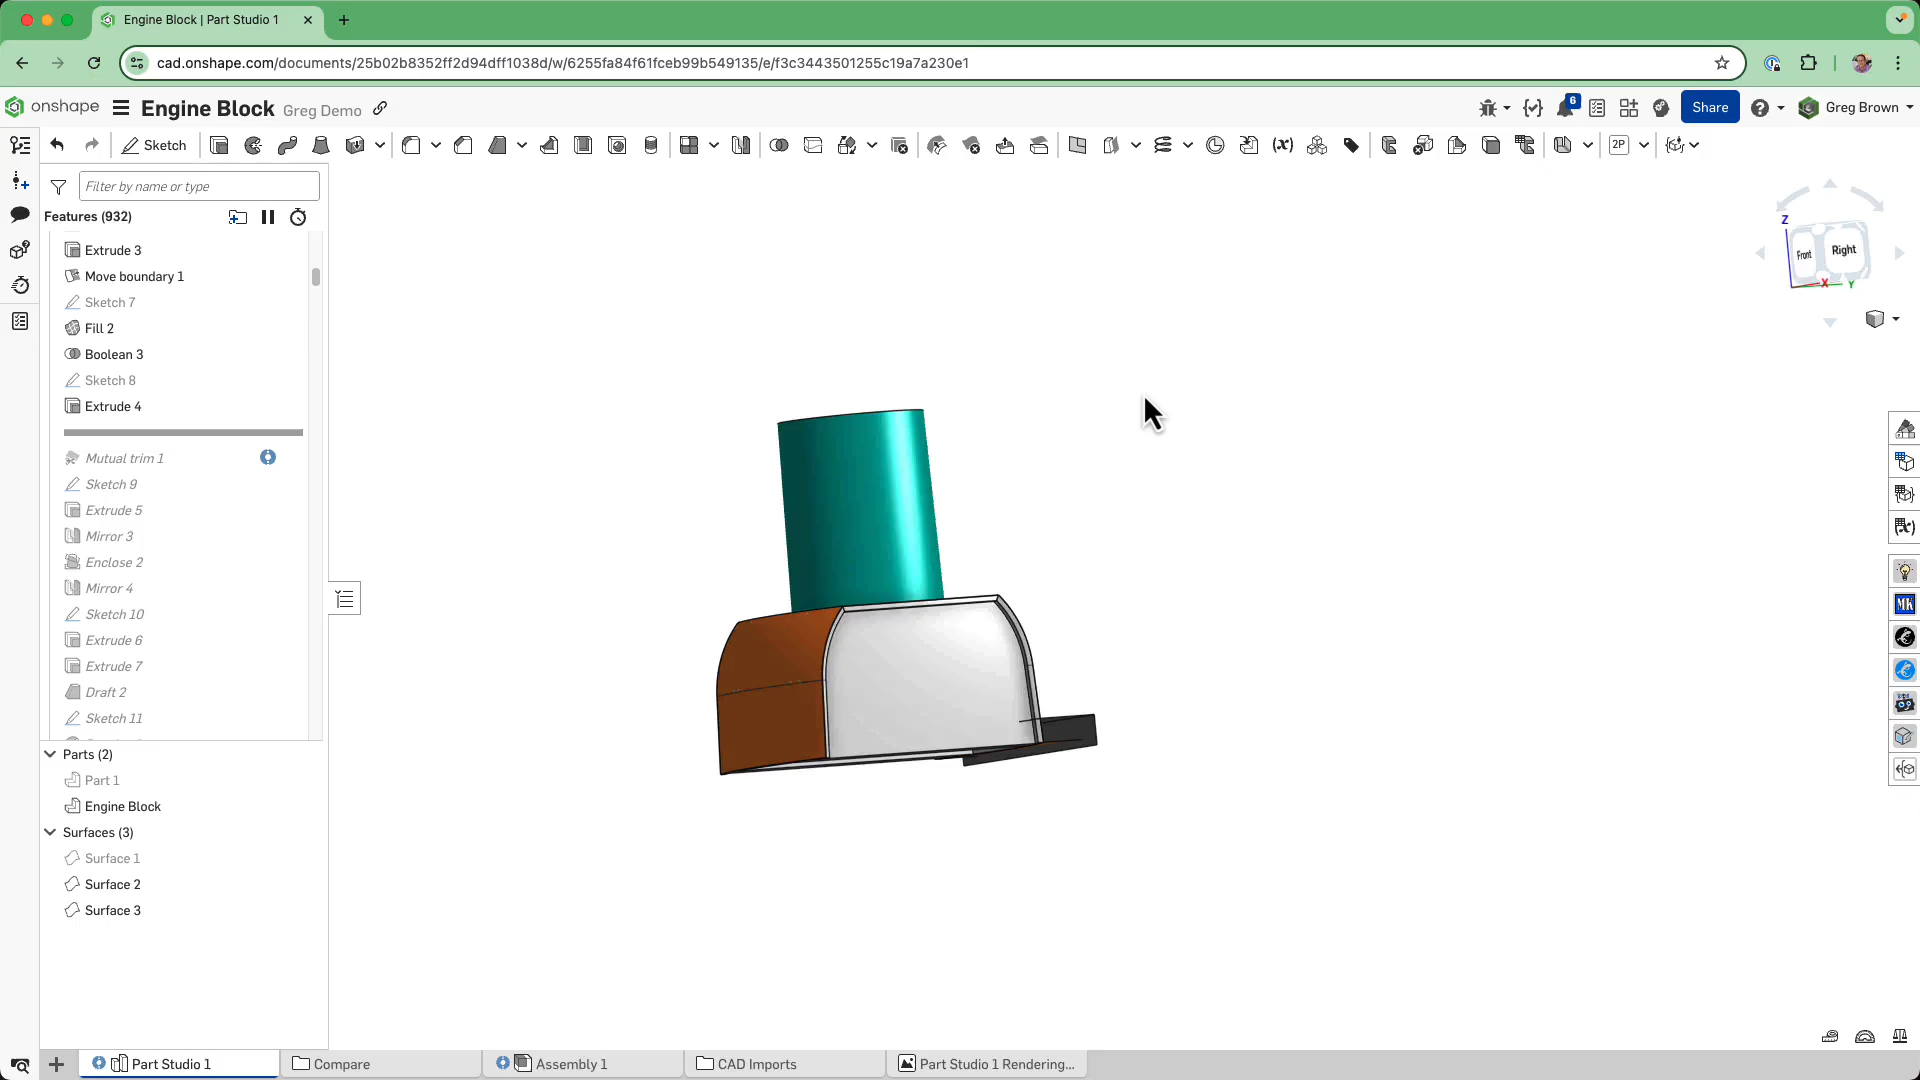 Engine Block | Part Studio 1
cad.onshape.com/documents/25b02b8352ff2d94dff1038d/w/6255fa84f61fceb99b549135/e/f3c3443501255c19a7a230e1
onshape
Engine Block Greg Demo
6
Share
Greg Brown
Sketch
(x)
2P
Filter by name or type
Features (932)
Extrude 3
Move boundary 1
Sketch 7
Fill 2
Boolean 3
Sketch 8
Extrude 4
Mutual trim 1
Sketch 9
Extrude 5
Mirror 3
Enclose 2
Mirror 4
Sketch 10
Extrude 6
Extrude 7
Draft 2
Sketch 11
Parts (2)
Part 1
Engine Block
Surfaces (3)
Surface 1
Surface 2
Surface 3
Z
Front
Right
X
Y
(x)
MK
Part Studio 1
Compare
Assembly 1
CAD Imports
Part Studio 1 Rendering...